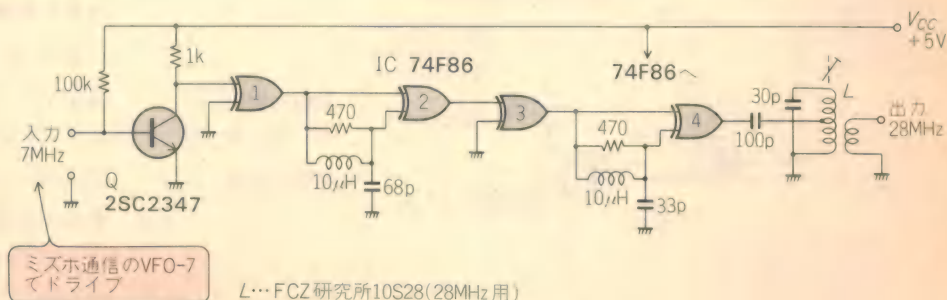 VCC
+5V
1k
100k
IC 74F86
74F86へ
1
2
3
4
470
470
30p
L
入力
7MHz
100p
出力
28MHz
10μH
68p
10μH
33p
Q
2SC2347
ミズホ通信のVFO-7
でドライブ
L…FCZ研究所10S28(28MHz用)